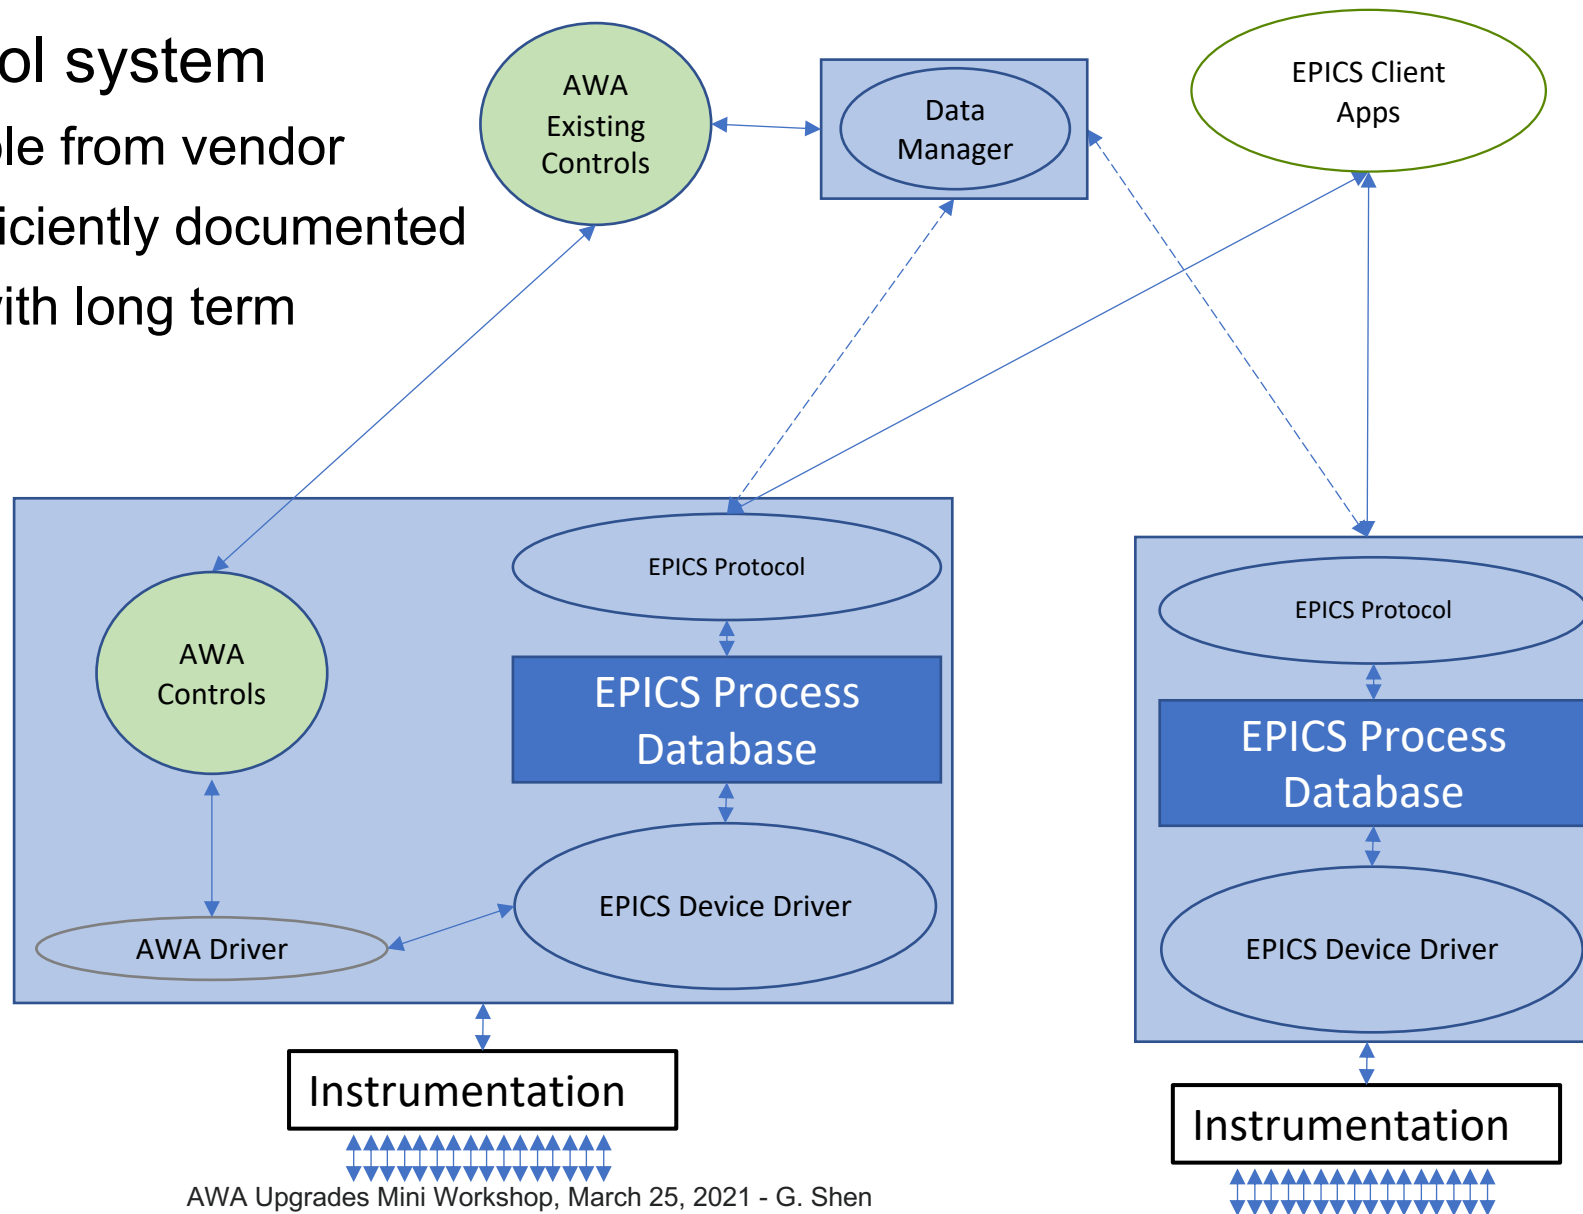 ol system
ole from vendor
iciently documented
vith long term
AWA
Existing
Controls
Data
Manager
EPICS Client
Apps
AWA
Controls
AWA Driver
EPICS Protocol
EPICS Process
Database
EPICS Device Driver
Instrumentation
EPICS Protocol
EPICS Process
Database
EPICS Device Driver
Instrumentation
AWA Upgrades Mini Workshop, March 25, 2021 - G. Shen